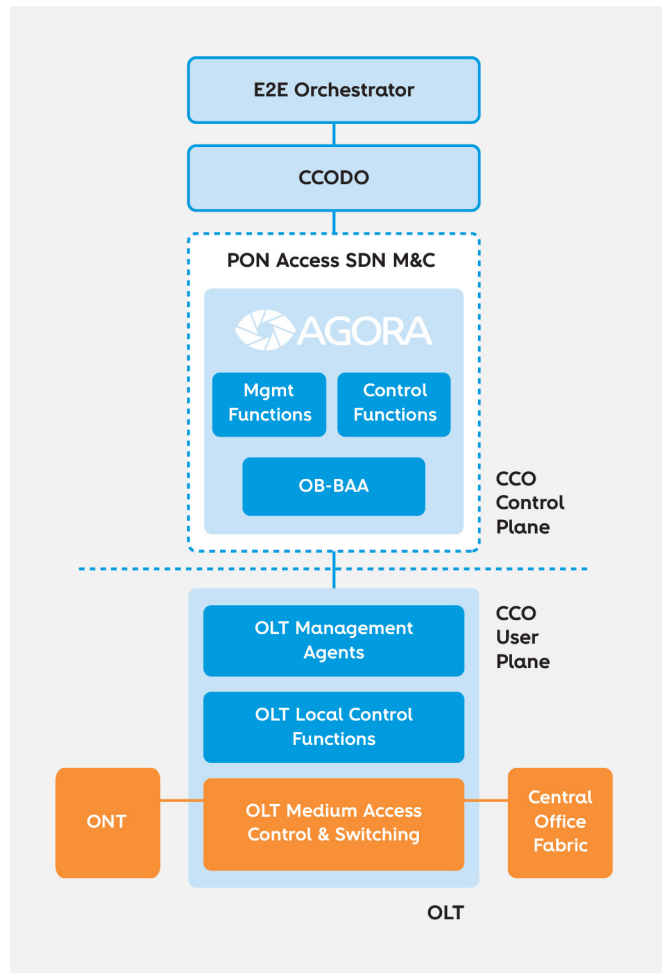 E2E Orchestrator
CCODO
PON Access SDN M&C
AGORA
Mgmt
Functions
Control
Functions
OB-BAA
CCO
Control
Plane
CCO
User
Plane
OLT Management
Agents
OLT Local Control
Functions
ONT
OLT Medium Access
Control & Switching
Central
Office
Fabric
OLT